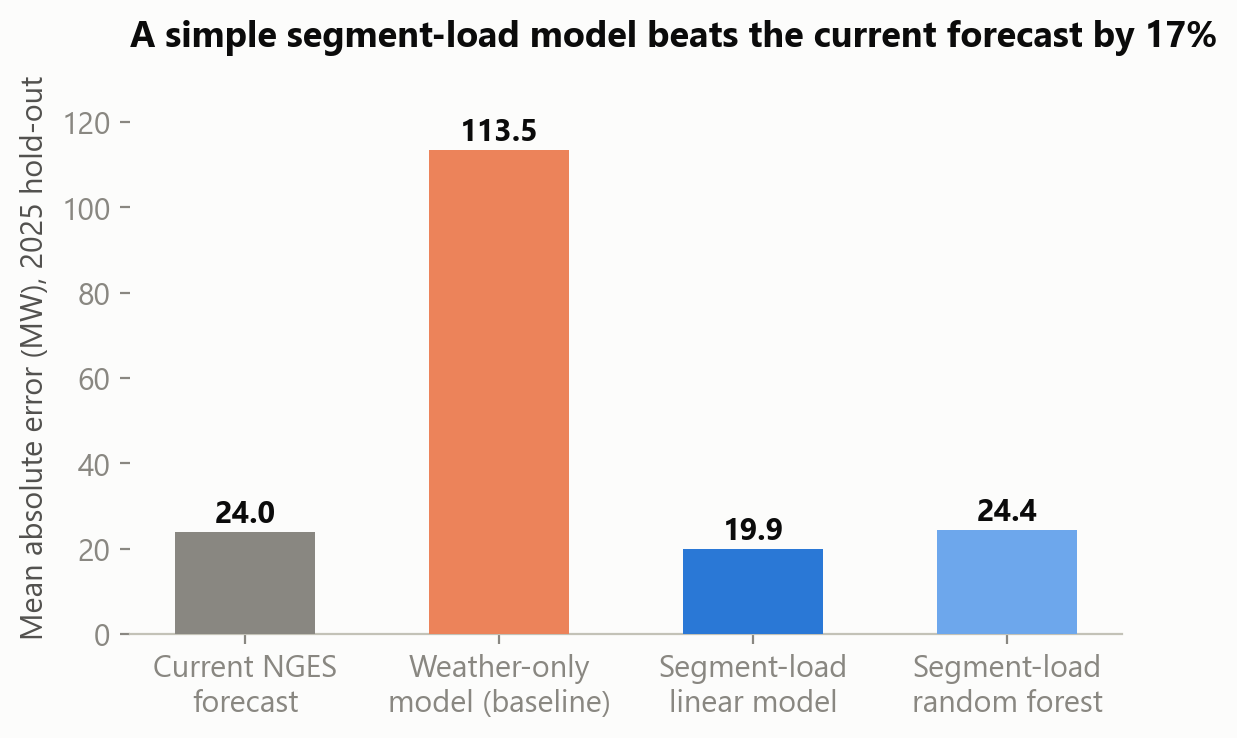 A simple segment-load model beats the current forecast by 17%
Mean absolute error (MW), 2025 hold-out
120
100
80
60
40
20
0
24.0
113.5
19.9
24.4
Current NGES
forecast
Weather-only
model (baseline)
Segment-load
linear model
Segment-load
random forest